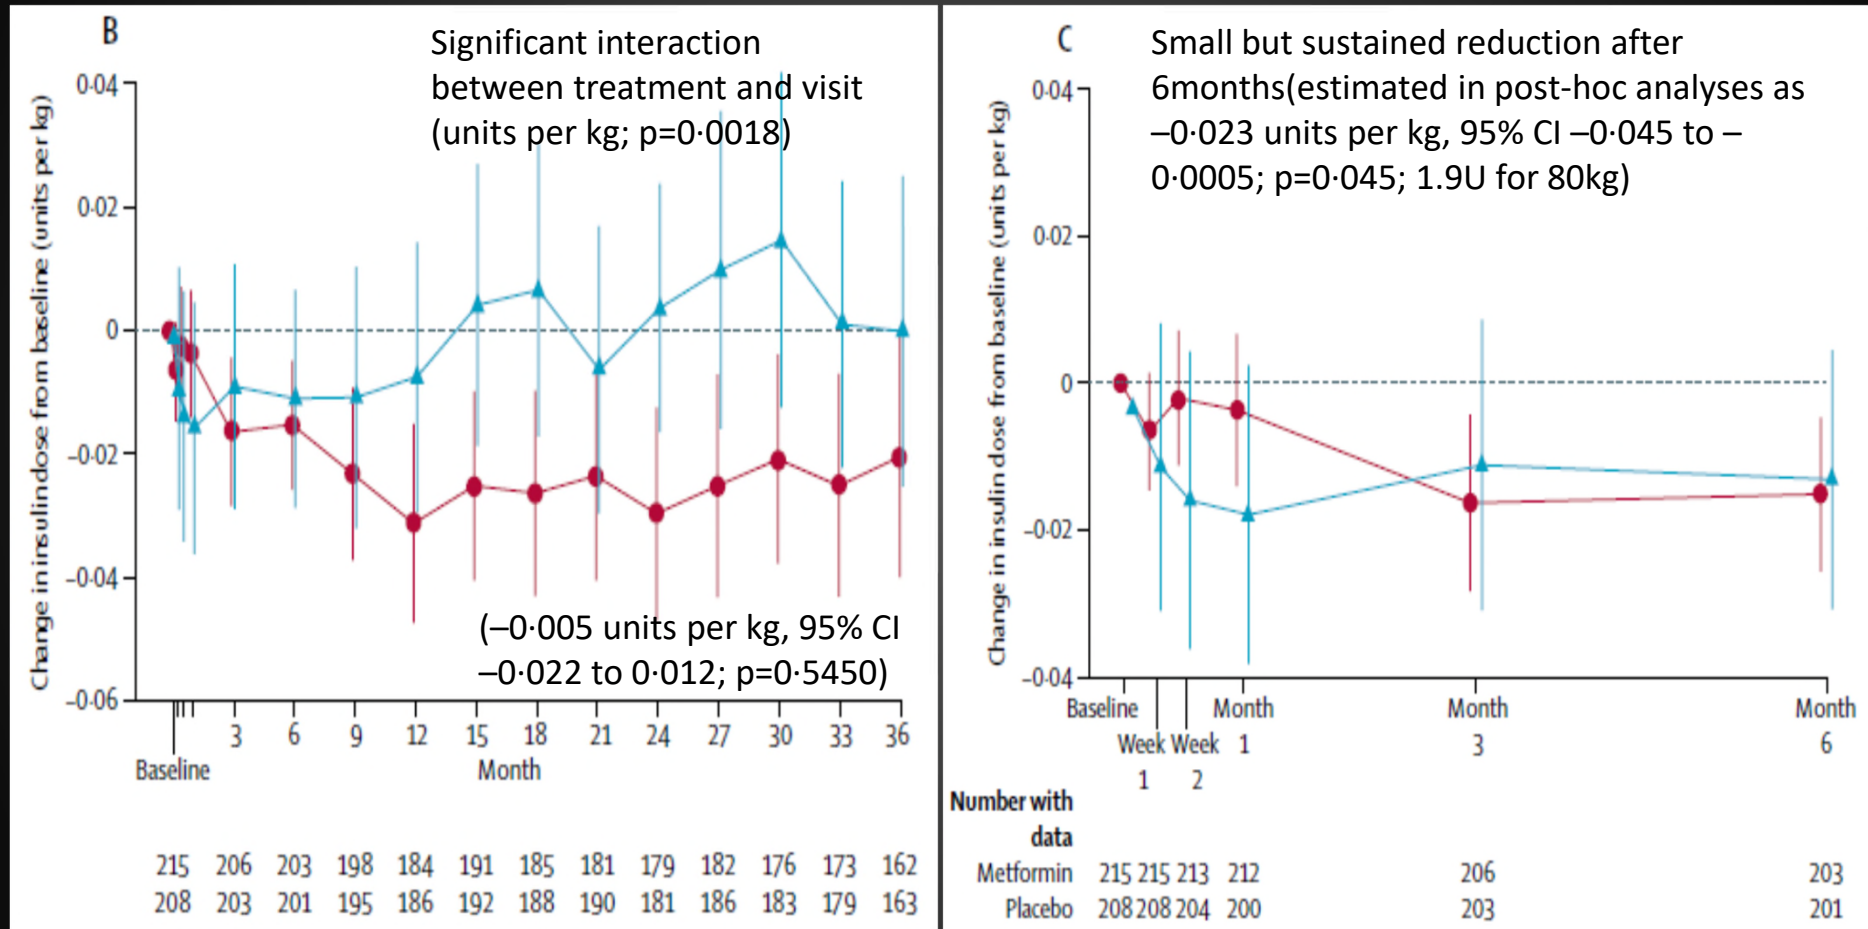 B
Significant interaction
between treatment and visit
(units per kg; p=0·0018)
Change in insulin dose from baseline (units per kg)
0·04
0·02
0
–0·02
–0·04
–0·06
(–0·005 units per kg, 95% CI
–0·022 to 0·012; p=0·5450)
3 6 9 12 15 18 21 24 27 30 33 36
Baseline Month
215 206 203 198 184 191 185 181 179 182 176 173 162
208 203 201 195 186 192 188 190 181 186 183 179 163
C
Small but sustained reduction after
6months(estimated in post-hoc analyses as
–0·023 units per kg, 95% CI –0·045 to –
0·0005; p=0·045; 1.9U for 80kg)
Change in insulin dose from baseline (units per kg)
0·04
0·02
0
–0·02
–0·04
Baseline Month Month Month
Week Week 1 3 6
1 2
Number with
data
Metformin 215 215 213 212 206 203
Placebo 208 208 204 200 203 201